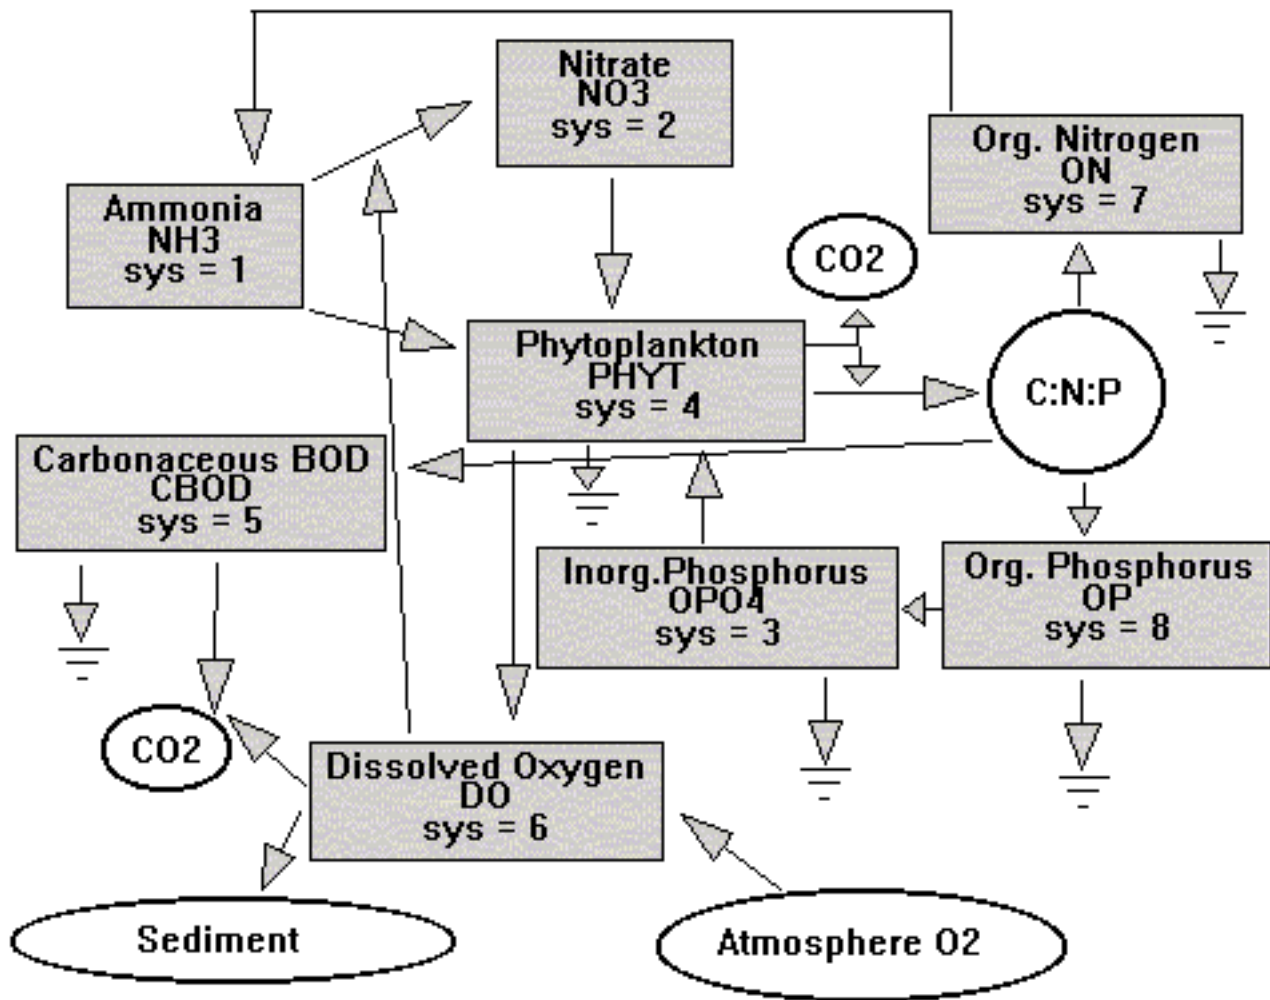 Nitrate
NO3
sys = 2
Org. Nitrogen
ON
sys = 7
Ammonia
NH3
sys = 1
CO2
Phytoplankton
PHYT
sys = 4
C:N:P
Carbonaceous BOD
CBOD
sys = 5
Inorg.Phosphorus
OPO4
sys = 3
Org. Phosphorus
OP
sys = 8
CO2
Dissolved Oxygen
DO
sys = 6
Sediment
Atmosphere O2